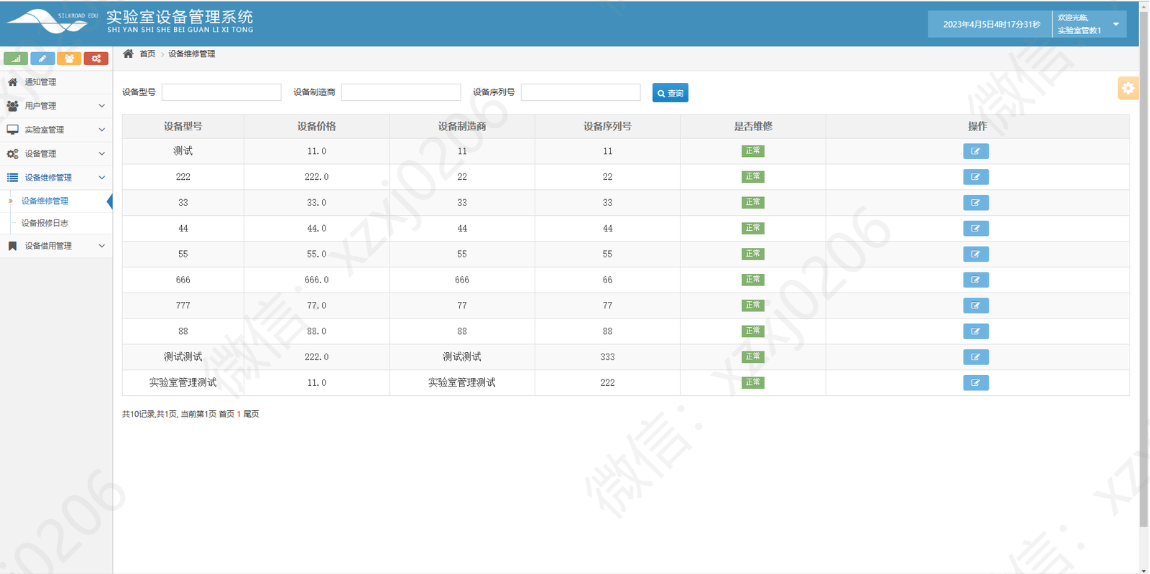 SILKROAD EDU 实验室设备管理系统
SHI YAN SHI SHE BEI GUAN LI XI TONG
2023年4月5日4时17分31秒 欢迎光临,
实验室管教1
首页 设备维修管理
通知管理
用户管理
实验室管理
设备管理
设备维修管理
设备维修管理
设备报修日志
设备借用管理
设备型号 设备制造商 设备序列号 查询
设备型号 设备价格 设备制造商 设备序列号 是否维修 操作
测试 11.0 11 11 正常
222 222.0 22 22 正常
33 33.0 33 33 正常
44 44.0 44 44 正常
55 55.0 55 55 正常
666 666.0 666 66 正常
777 77.0 77 77 正常
88 88.0 88 88 正常
测试测试 222.0 测试测试 333 正常
实验室管理测试 11.0 实验室管理测试 222 正常
共10记录,共1页, 当前第1页 首页 1 尾页
微信: xzxj0206
微信: xzxj0206